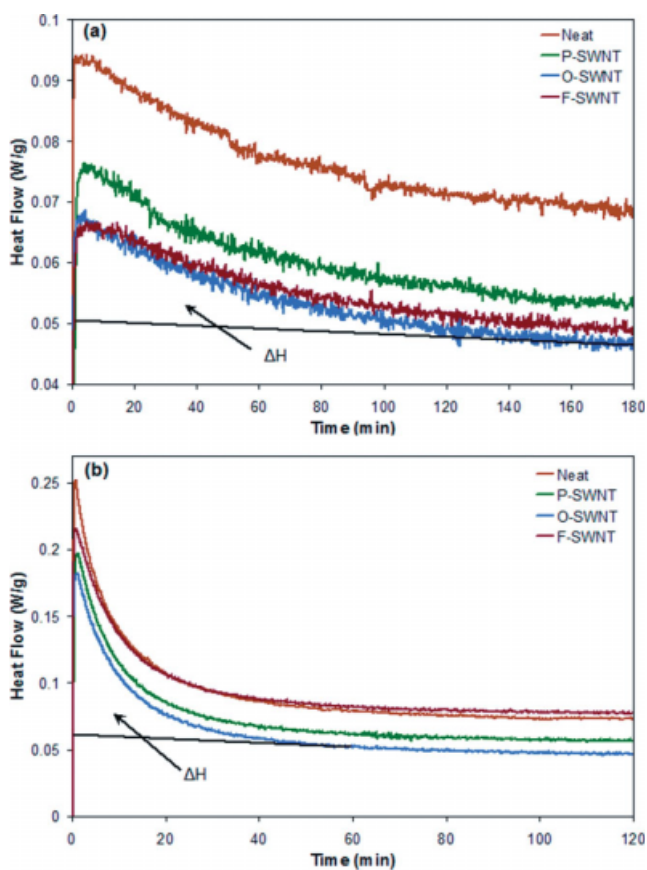 (a)
Neat
P-SWNT
O-SWNT
F-SWNT
Heat Flow (W/g)
0.1
0.09
0.08
0.07
0.06
0.05
0.04
ΔH
0 20 40 60 80 100 120 140 160 180
Time (min)
(b)
Neat
P-SWNT
O-SWNT
F-SWNT
Heat Flow (W/g)
0.25
0.2
0.15
0.1
0.05
0
ΔH
0 20 40 60 80 100 120
Time (min)